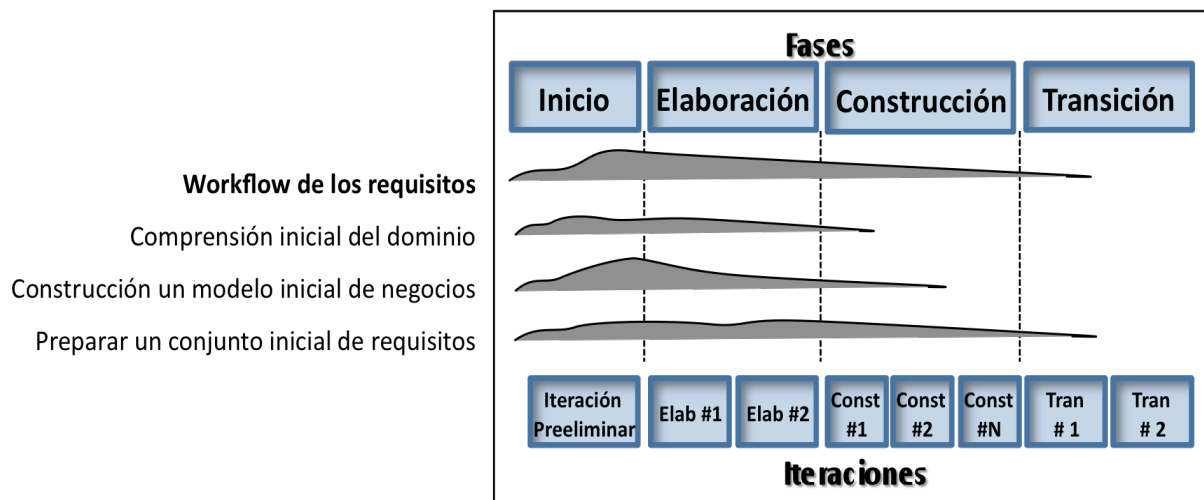 Fases
Inicio
Elaboración
Construcción
Transición
Workflow de los requisitos
Comprensión inicial del dominio
Construcción un modelo inicial de negocios
Preparar un conjunto inicial de requisitos
Iteración
Preeliminar
Elab #1
Elab #2
Const
#1
Const
#2
Const
#N
Tran
# 1
Tran
# 2
Iteraciones